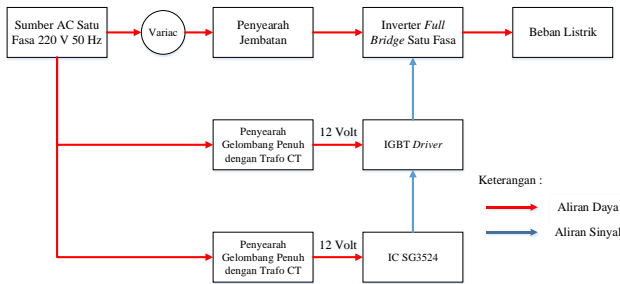 Sumber AC Satu
Fasa 220 V 50 Hz
Variac
Penyearah
Jembatan
Inverter Full
Bridge Satu Fasa
Beban Listrik
Penyearah
Gelombang Penuh
dengan Trafo CT
12 Volt
IGBT Driver
Keterangan :
Aliran Daya
Aliran Sinyal
Penyearah
Gelombang Penuh
dengan Trafo CT
12 Volt
IC SG3524